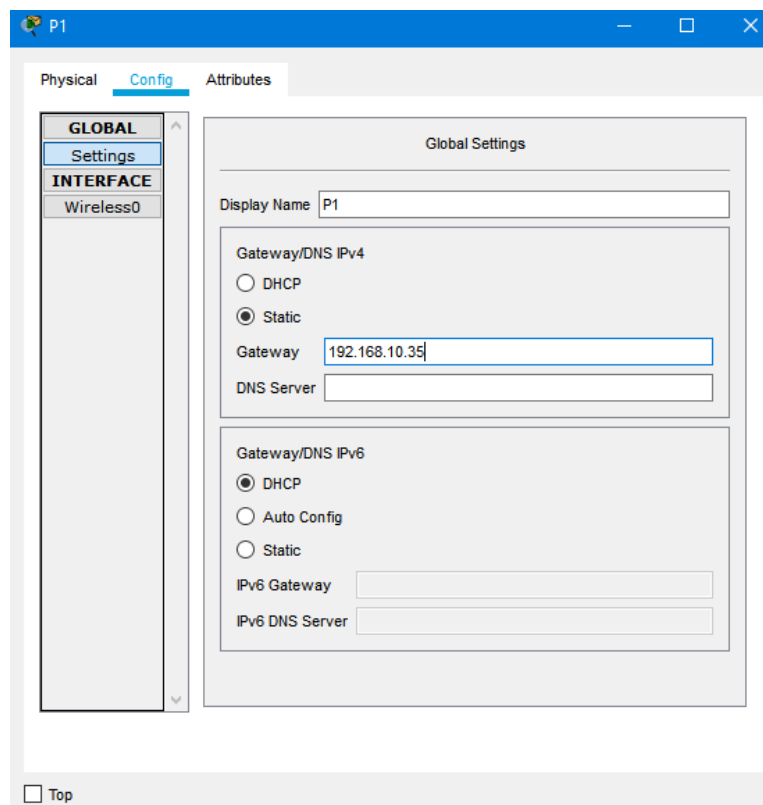 P1
Physical Config Attributes
GLOBAL
Settings
INTERFACE
Wireless0
Global Settings
Display Name P1
Gateway/DNS IPv4
DHCP
Static
Gateway 192.168.10.35
DNS Server
Gateway/DNS IPv6
DHCP
Auto Config
Static
IPv6 Gateway
IPv6 DNS Server
Top